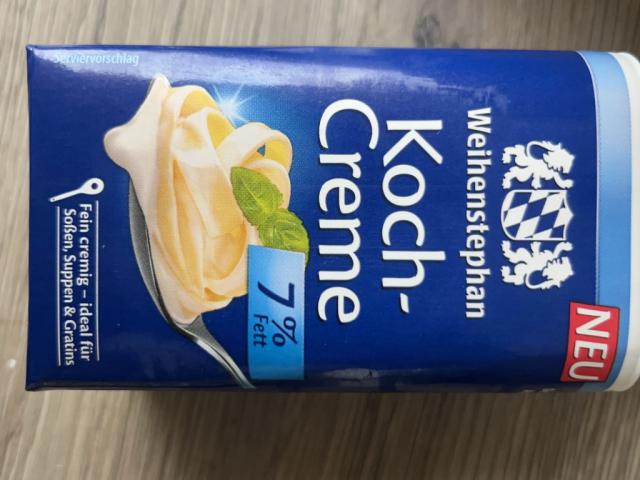 NEU
Weihenstephan
Koch-
Creme
7%
Fett
Fein cremig – ideal für
Soßen, Suppen & Gratins
Serviervorschlag